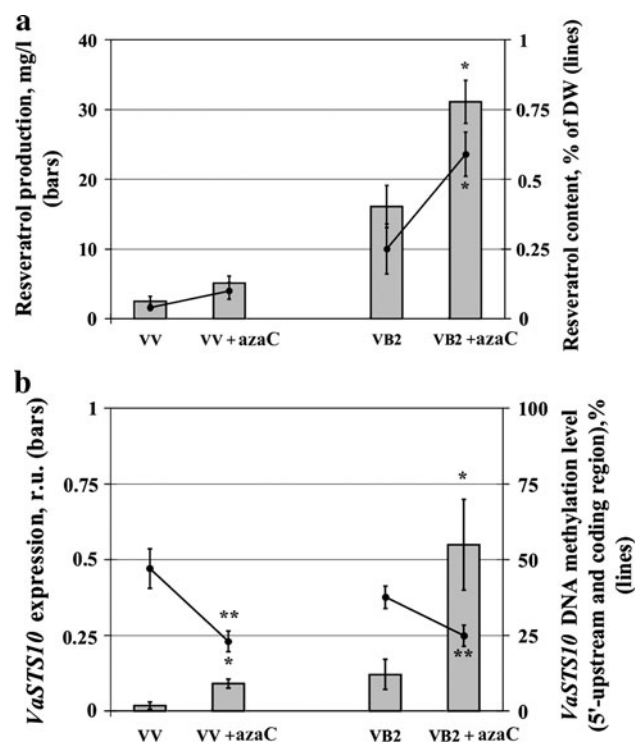 a
Resveratrol production, mg/l
(bars)
40
30
20
10
0
1
0.75
0.5
0.25
0
Resveratrol content, % of DW (lines)
*
*
VV
VV + azaC
VB2
VB2 + azaC
b
VaSTS10 expression, r.u. (bars)
1
0.75
0.5
0.25
0
100
75
50
25
0
VaSTS10 DNA methylation level
(5'-upstream and coding region),%
(lines)
**
*
*
**
VV
VV + azaC
VB2
VB2 + azaC